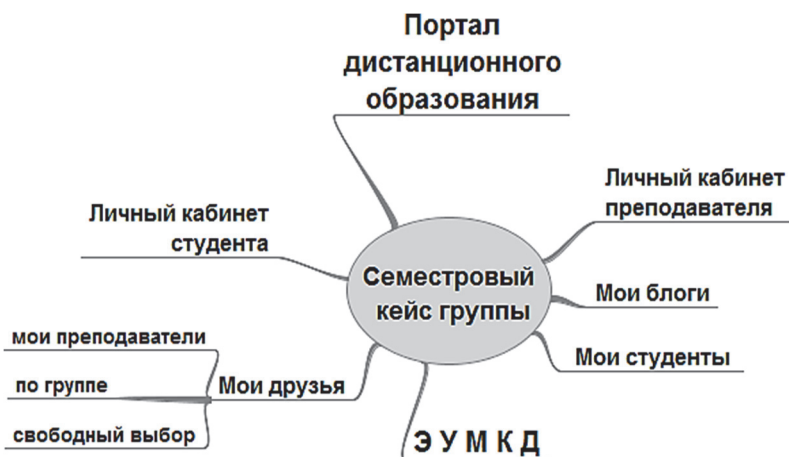 Портал
дистанционного
образования
Личный кабинет
преподавателя
Личный кабинет
студента
Семестровый
кейс группы
Мои блоги
Мои студенты
мои преподаватели
по группе
свободный выбор
Мои друзья
Э У М К Д